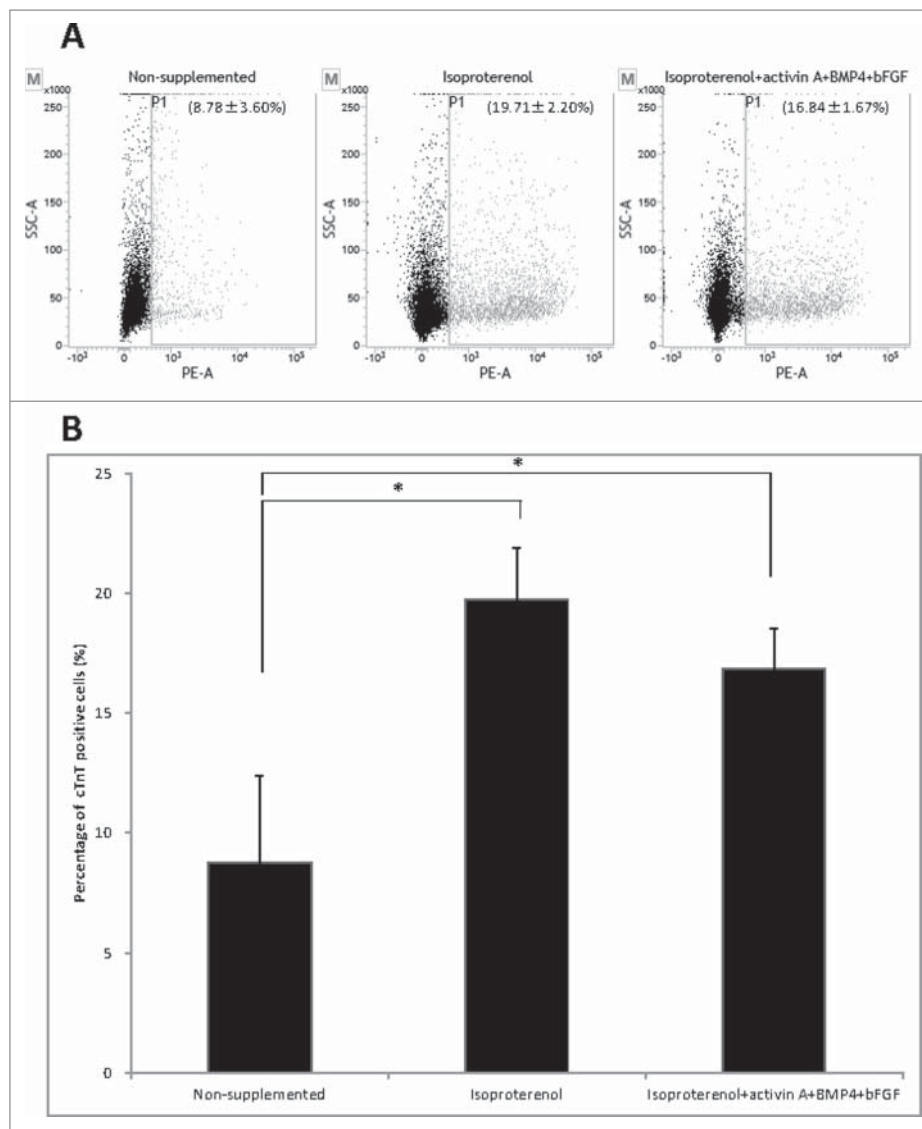 A
M Non-supplemented
x1000
P1
(8.78±3.60%)
250
200
150
100
50
0
SSC-A
-10³ 0 10³ 10⁴ 10⁵
PE-A
M Isoproterenol
x1000
P1
(19.71±2.20%)
250
200
150
100
50
0
SSC-A
-10³ 0 10³ 10⁴ 10⁵
PE-A
M Isoproterenol+activin A+BMP4+bFGF
x1000
P1
(16.84±1.67%)
250
200
150
100
50
0
SSC-A
-10³ 0 10³ 10⁴ 10⁵
PE-A
B
Percentage of cTnT positive cells (%)
25
20
15
10
5
0
*
*
Non-supplemented Isoproterenol Isoproterenol+activin A+BMP4+bFGF